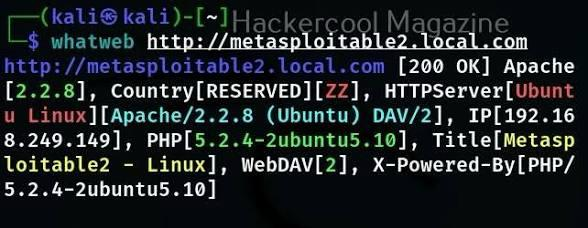 Hackercool Magazine
┌──(kali㉿kali)-[~]
└─$ whatweb http://metasploitable2.local.com
http://metasploitable2.local.com [200 OK] Apache
[2.2.8], Country[RESERVED][ZZ], HTTPServer[Ubunt
u Linux][Apache/2.2.8 (Ubuntu) DAV/2], IP[192.16
8.249.149], PHP[5.2.4-2ubuntu5.10], Title[Metasp
loitable2 - Linux], WebDAV[2], X-Powered-By[PHP/
5.2.4-2ubuntu5.10]